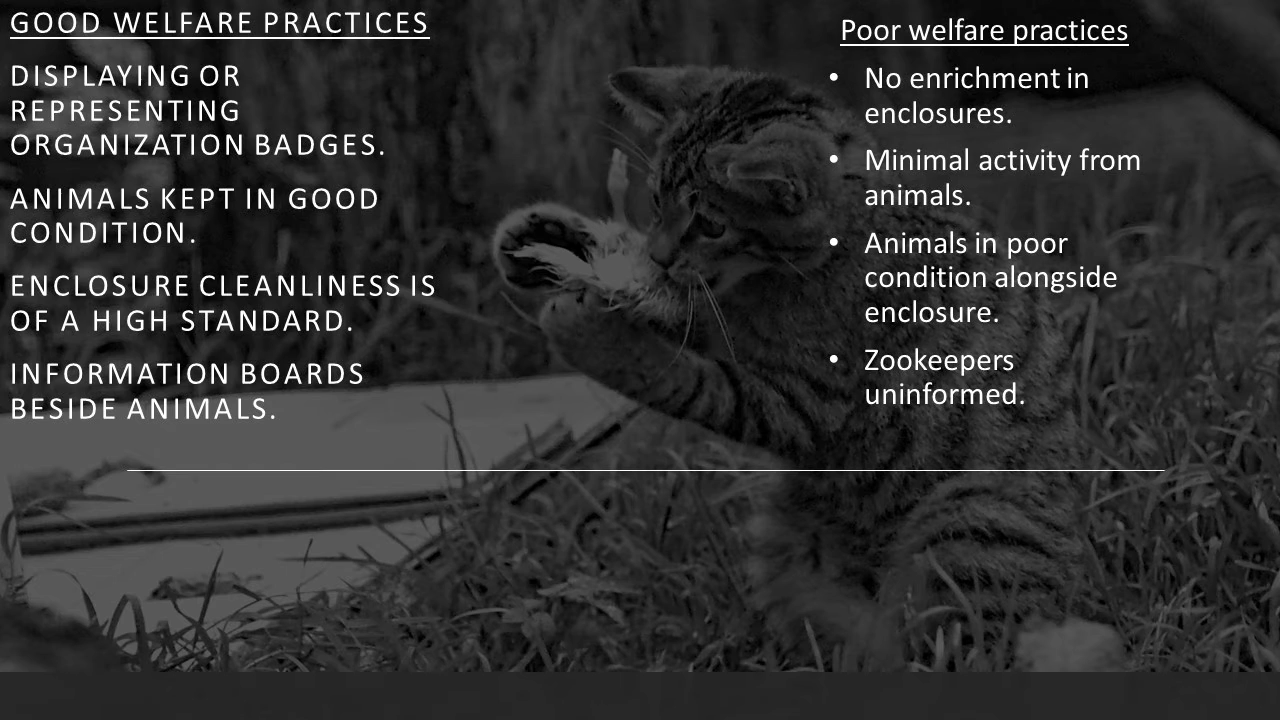 GOOD WELFARE PRACTICES
DISPLAYING OR
REPRESENTING
ORGANIZATION BADGES.
ANIMALS KEPT IN GOOD
CONDITION.
ENCLOSURE CLEANLINESS IS
OF A HIGH STANDARD.
INFORMATION BOARDS
BESIDE ANIMALS.
Poor welfare practices
• No enrichment in
enclosures.
• Minimal activity from
animals.
• Animals in poor
condition alongside
enclosure.
• Zookeepers
uninformed.